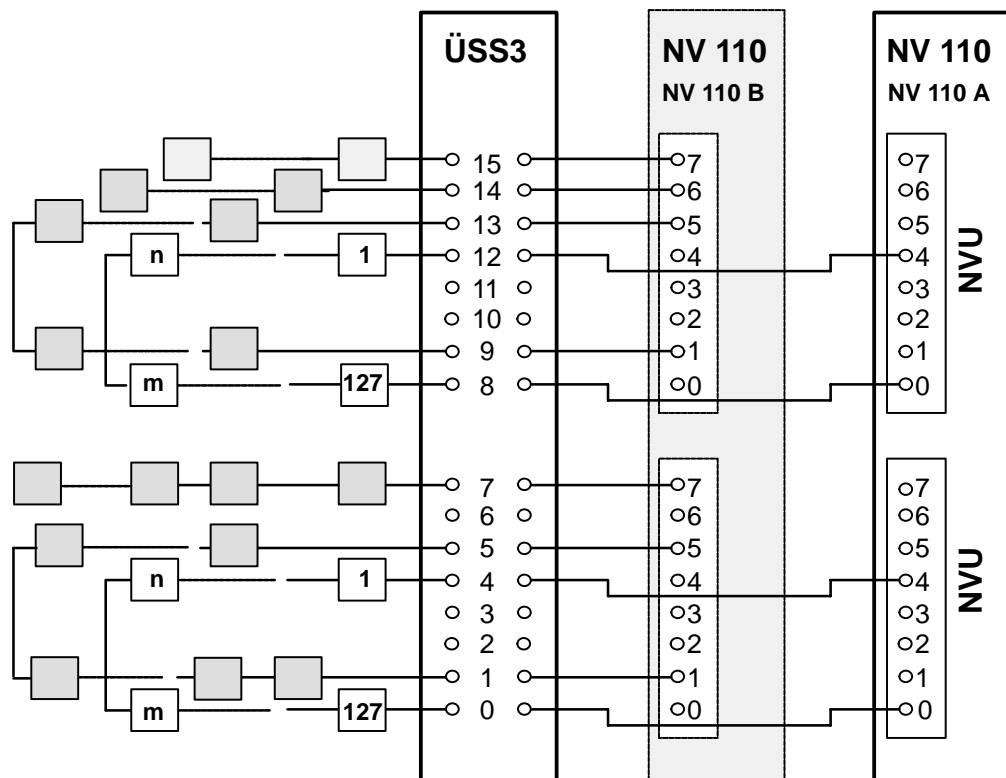 ÜSS3 NV 110 NV 110
NV 110 B NV 110 A
15 7 7
14 6 6
13 5 5
n 1 12 4 4
11 3 3
10 2 2
9 1 1
m 127 8 0 0
NVU
7 7 7
6 6 6
5 5 5
n 1 4 4 4
3 3 3
2 2 2
1 1 1
m 127 0 0 0
NVU